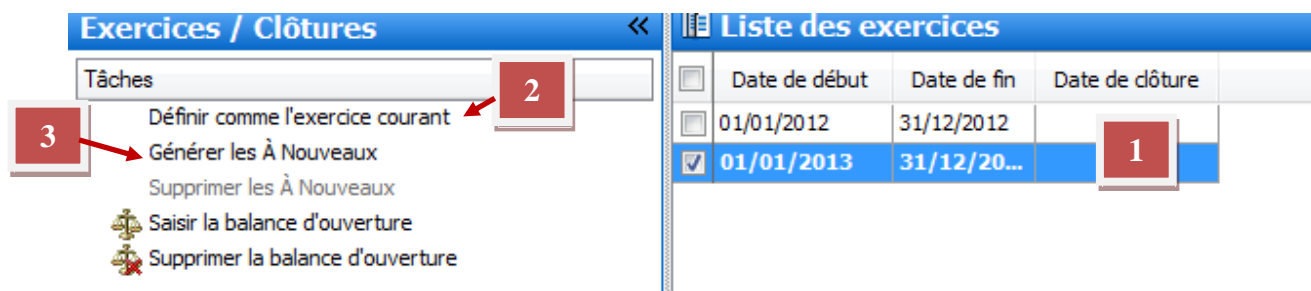 Exercices / Clôtures «
Tâches
2
Définir comme l'exercice courant
3
Générer les À Nouveaux
Supprimer les À Nouveaux
Saisir la balance d'ouverture
Supprimer la balance d'ouverture
Liste des exercices
Date de début Date de fin Date de clôture
01/01/2012 31/12/2012
01/01/2013 31/12/20... 1